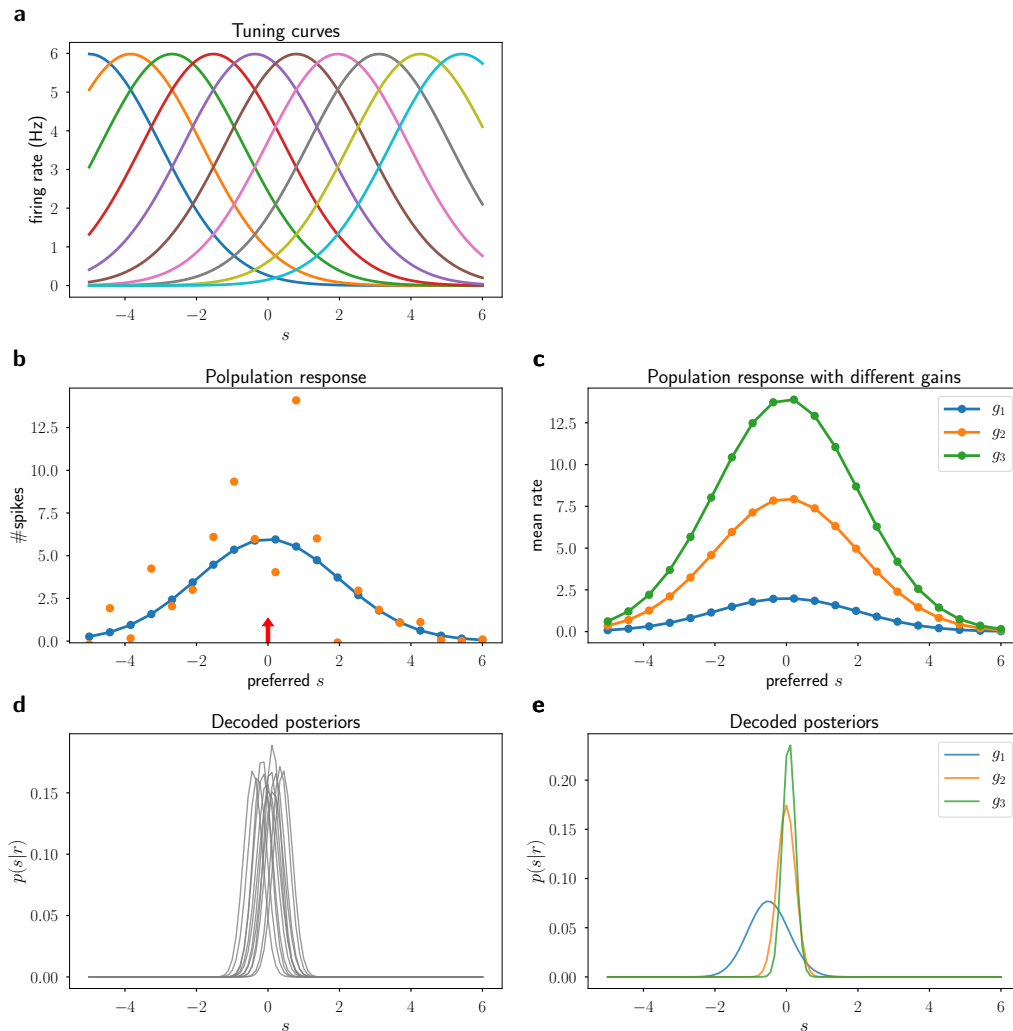 a
Tuning curves
firing rate (Hz)
6
5
4
3
2
1
0
−4 −2 0 2 4 6
s
b
Polpulation response
#spikes
12.5
10.0
7.5
5.0
2.5
0.0
−4 −2 0 2 4 6
preferred s
c
Population response with different gains
mean rate
12.5
10.0
7.5
5.0
2.5
0.0
g₁
g₂
g₃
−4 −2 0 2 4 6
preferred s
d
Decoded posteriors
p(s|r)
0.15
0.10
0.05
0.00
−4 −2 0 2 4 6
s
e
Decoded posteriors
p(s|r)
0.20
0.15
0.10
0.05
0.00
g₁
g₂
g₃
−4 −2 0 2 4 6
s